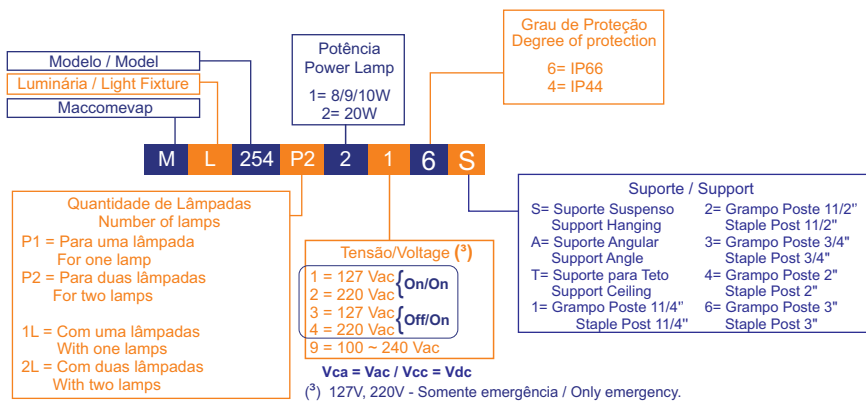 Modelo / Model
Luminária / Light Fixture
Maccomevap
Potência
Power Lamp
1= 8/9/10W
2= 20W
Grau de Proteção
Degree of protection
6= IP66
4= IP44
M L 254 P2 2 1 6 S
Quantidade de Lâmpadas
Number of lamps
P1 = Para uma lâmpada
For one lamp
P2 = Para duas lâmpadas
For two lamps
1L = Com uma lâmpadas
With one lamps
2L = Com duas lâmpadas
With two lamps
Tensão/Voltage (³)
1 = 127 Vac
2 = 220 Vac
{On/On
3 = 127 Vac
4 = 220 Vac
{Off/On
9 = 100 ~ 240 Vac
Vca = Vac / Vcc = Vdc
(³) 127V, 220V - Somente emergência / Only emergency.
Suporte / Support
S= Suporte Suspenso
Support Hanging
A= Suporte Angular
Support Angle
T= Suporte para Teto
Support Ceiling
1= Grampo Poste 11/4"
Staple Post 11/4"
2= Grampo Poste 11/2"
Staple Post 11/2"
3= Grampo Poste 3/4"
Staple Post 3/4"
4= Grampo Poste 2"
Staple Post 2"
6= Grampo Poste 3"
Staple Post 3"